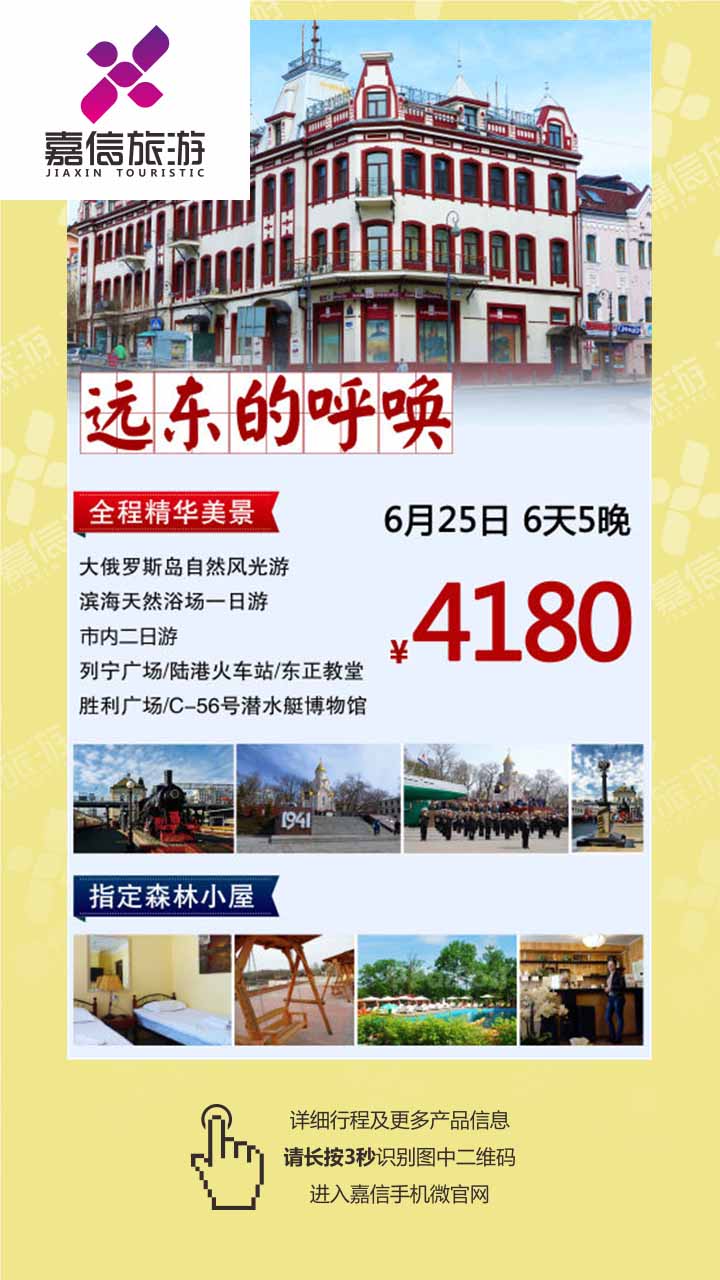 嘉信旅游
JIAXIN TOURISTIC
远东的呼唤
全程精华美景
6月25日 6天5晚
大俄罗斯岛自然风光游
滨海天然浴场一日游
市内二日游
列宁广场/陆港火车站/东正教堂
胜利广场/C-56号潜水艇博物馆
¥4180
1941
指定森林小屋
详细行程及更多产品信息
请长按3秒识别图中二维码
进入嘉信手机微官网